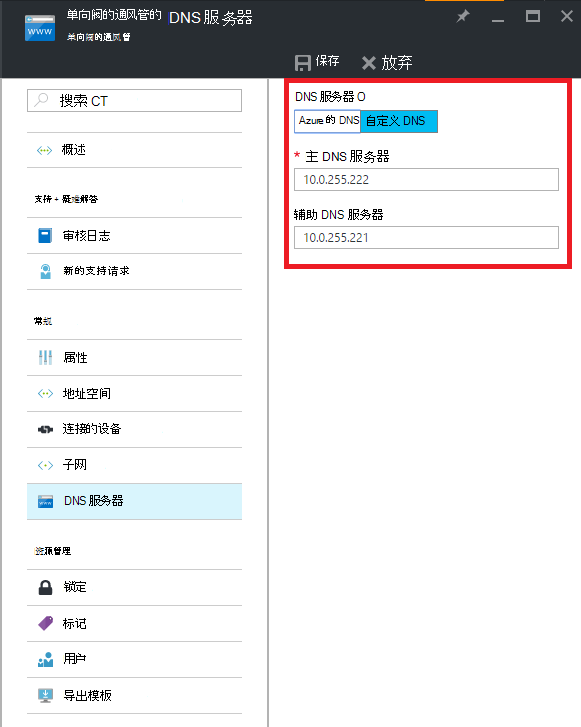 单向阀的通风管的 DNS 服务器
单向阀的通风管
www
保存 放弃
搜索 CT
概述
支持 + 疑难解答
审核日志
新的支持请求
常规
属性
地址空间
连接的设备
子网
DNS 服务器
资源管理
锁定
标记
用户
导出模板
DNS 服务器 O
Azure 的 DNS 自定义 DNS
* 主 DNS 服务器
10.0.255.222
辅助 DNS 服务器
10.0.255.221